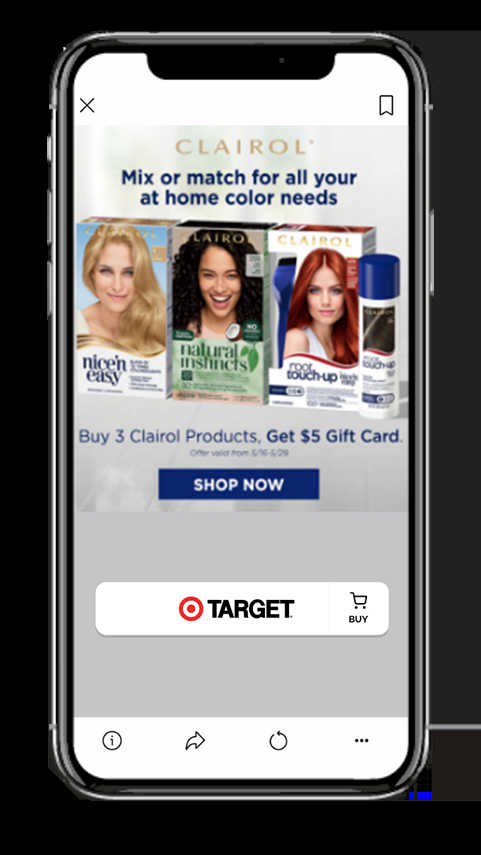 CLAIROL®
Mix or match for all your
at home color needs
CLAIROL
CLAIROL
CLAIROL
nice'n
easy
natural
instincts
NO
root
touch-up
root
touch-up
Buy 3 Clairol Products, Get $5 Gift Card.
Offer valid from 5/16-5/29.
SHOP NOW
TARGET
BUY